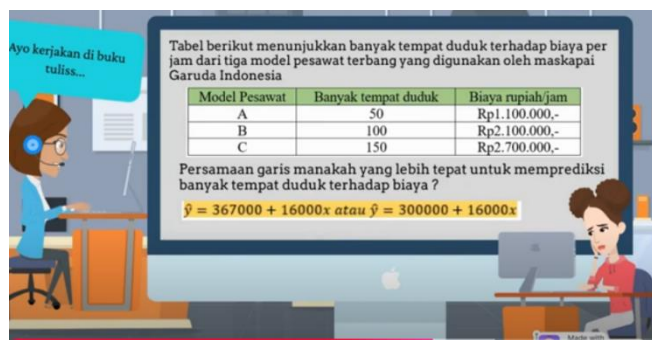 Ayo kerjakan di buku
tuliss...
Tabel berikut menunjukkan banyak tempat duduk terhadap biaya per
jam dari tiga model pesawat terbang yang digunakan oleh maskapai
Garuda Indonesia
Model Pesawat Banyak tempat duduk Biaya rupiah/jam
A 50 Rp1.100.000,-
B 100 Rp2.100.000,-
C 150 Rp2.700.000,-
Persamaan garis manakah yang lebih tepat untuk memprediksi
banyak tempat duduk terhadap biaya ?
ŷ = 367000 + 16000x atau ŷ = 300000 + 16000x
Made with